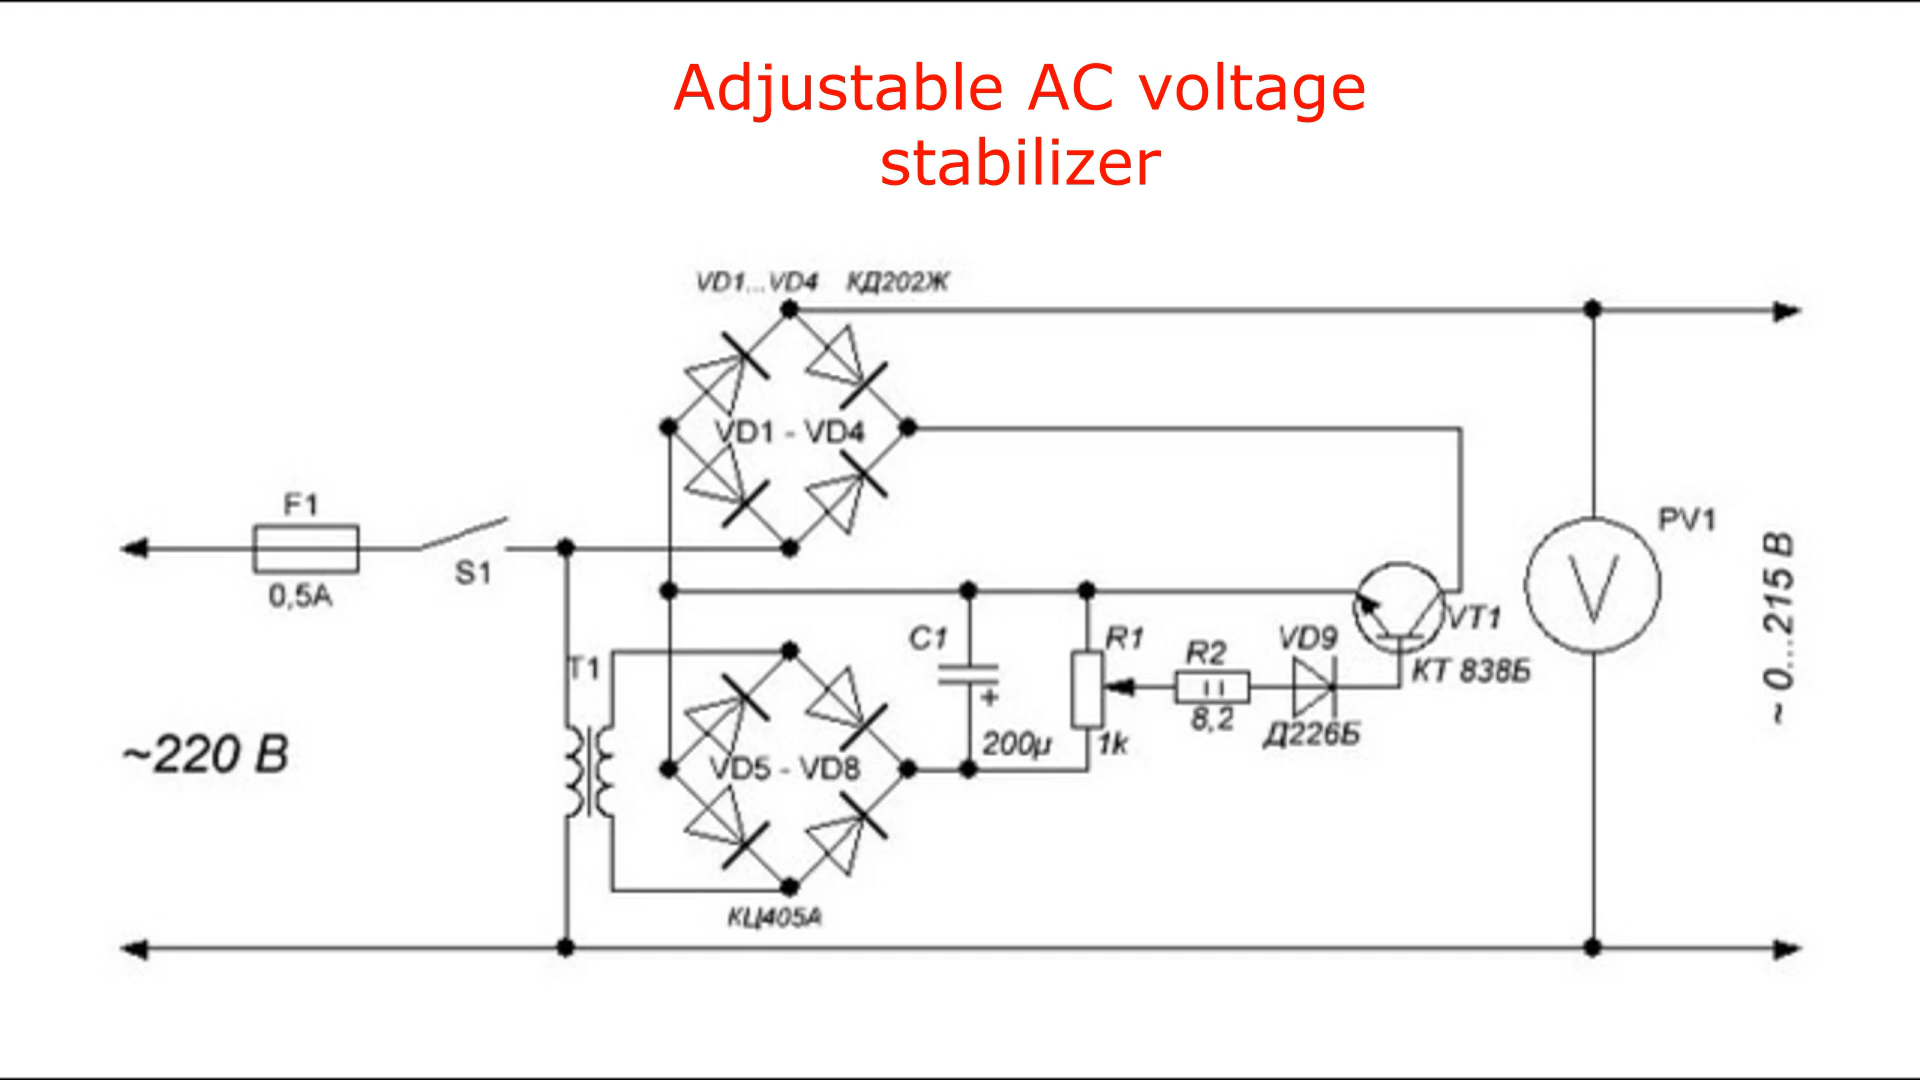 Adjustable AC voltage
stabilizer
VD1...VD4 КД202Ж
VD1 - VD4
F1
0,5A
S1
PV1
V
~ 0...215 В
C1
+
200µ
R1
1k
R2
8,2
VD9
Д226Б
VT1
КТ 838Б
T1
~220 В
VD5 - VD8
КЦ405А